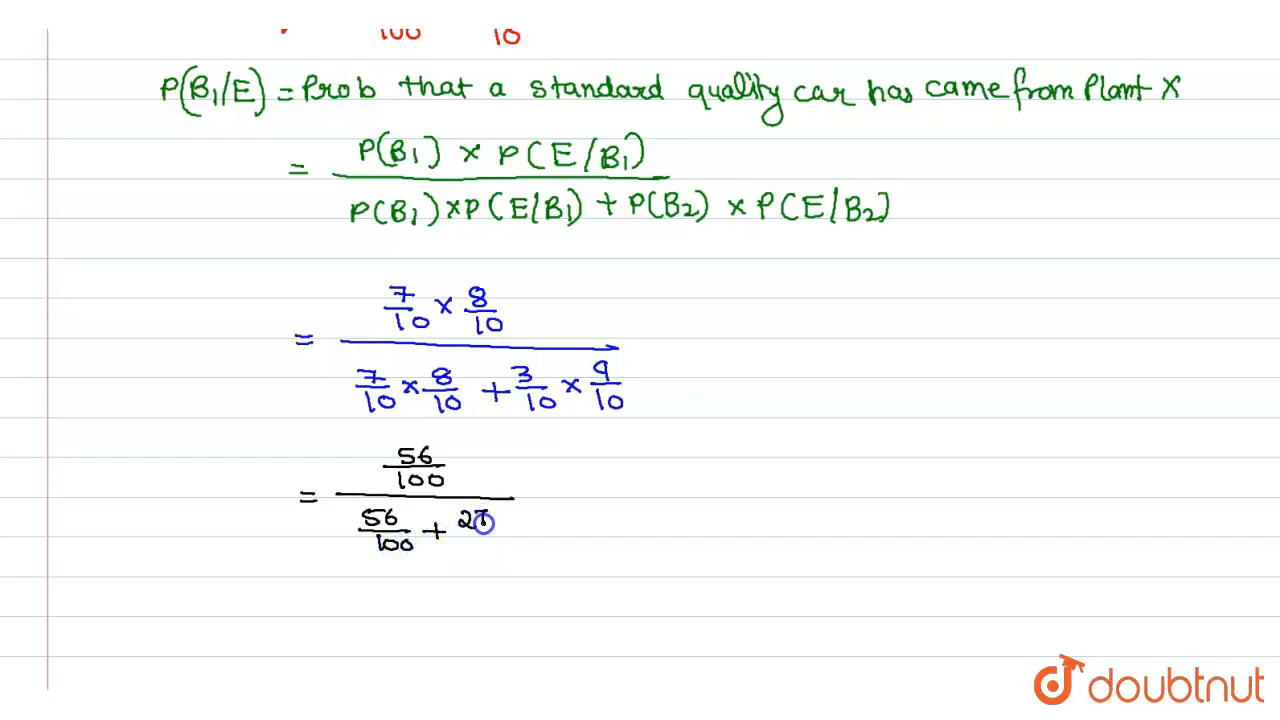 100 10
P(B1/E) = Prob that a standard quality car has came from Plant X
= P(B1) × P(E/B1)
P(B1) × P(E/B1) + P(B2) × P(E/B2)
= 7/10 × 8/10
7/10 × 8/10 + 3/10 × 9/10
= 56/100
56/100 + 27
doubtnut